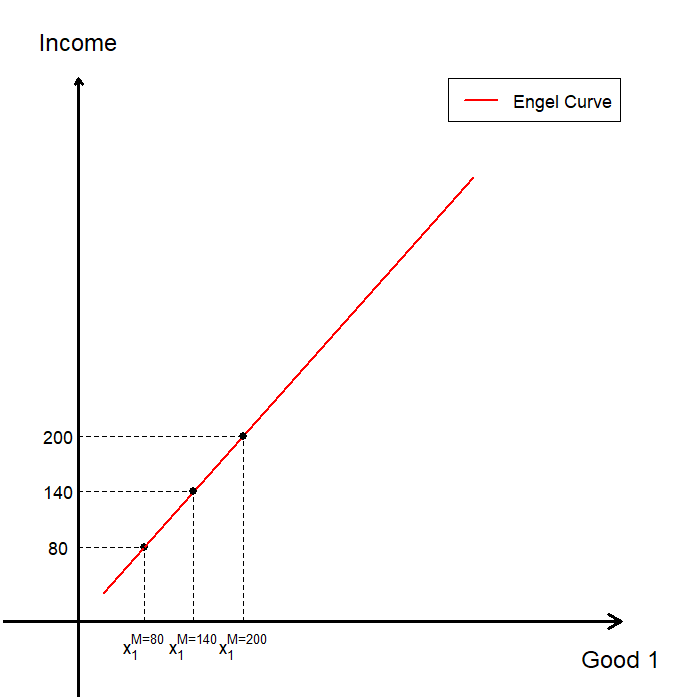 Income
Engel Curve
200
140
80
x₁ᴹ⁼⁸⁰ x₁ᴹ⁼¹⁴⁰ x₁ᴹ⁼²⁰⁰
Good 1